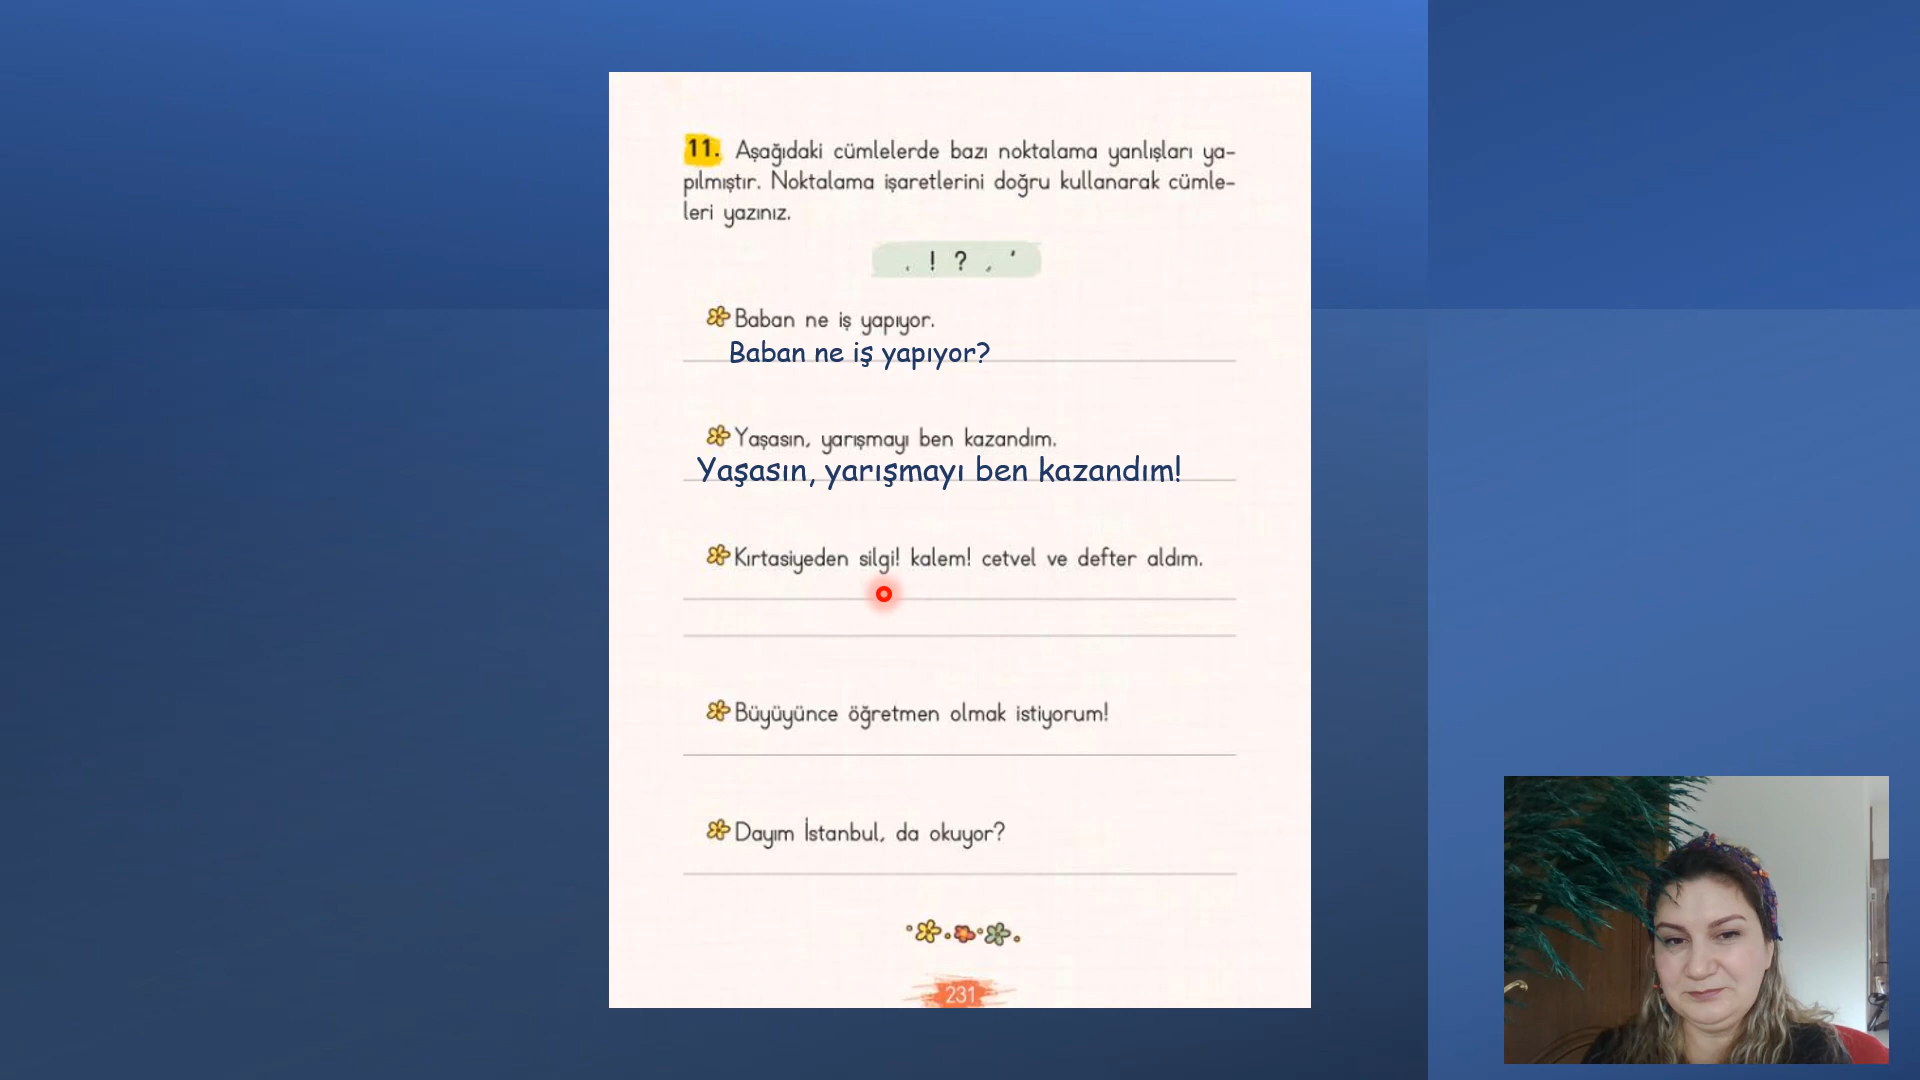 11. Aşağıdaki cümlelerde bazı noktalama yanlışları ya-
pılmıştır. Noktalama işaretlerini doğru kullanarak cümle-
leri yazınız.
. ! ? , '
Baban ne iş yapıyor.
Baban ne iş yapıyor?
Yaşasın, yarışmayı ben kazandım.
Yaşasın, yarışmayı ben kazandım!
Kırtasiyeden silgi! kalem! cetvel ve defter aldım.
Büyüyünce öğretmen olmak istiyorum!
Dayım İstanbul, da okuyor?
231